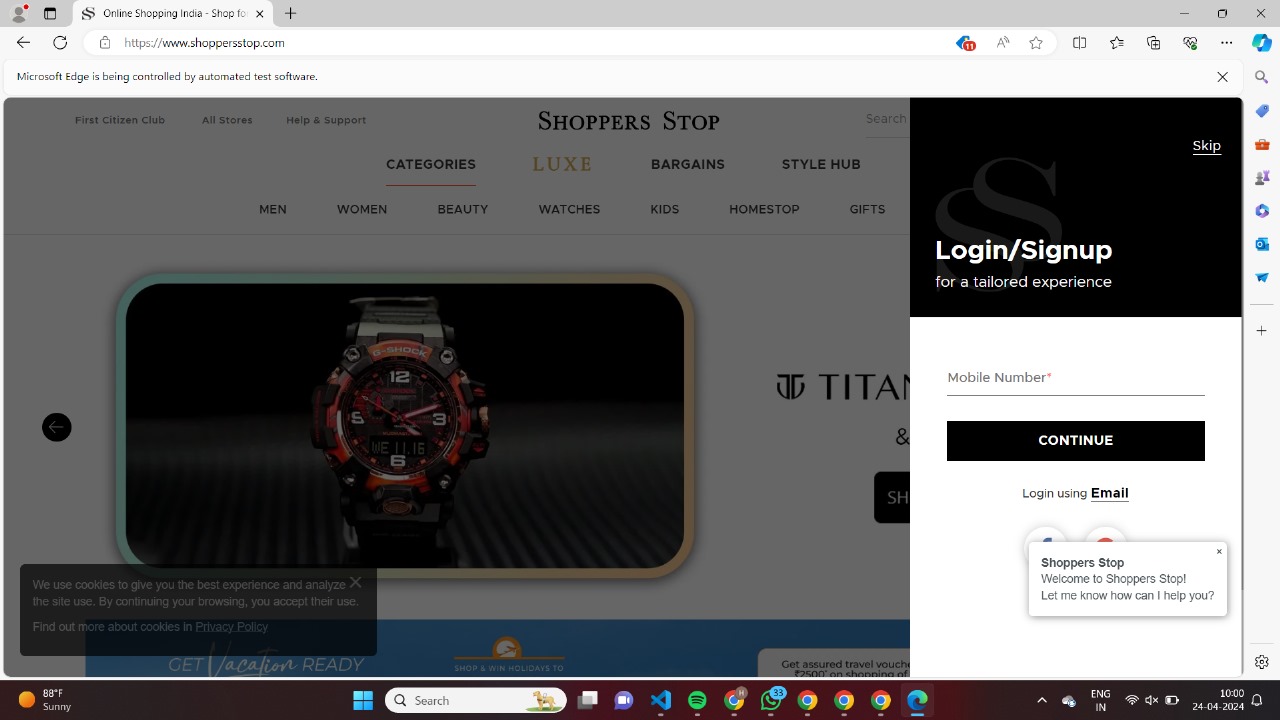 Online Shopping India - Shop fo
https://www.shoppersstop.com
11
Microsoft Edge is being controlled by automated test software.
First Citizen Club
All Stores
Help & Support
SHOPPERS STOP
Search
CATEGORIES
LUXE
BARGAINS
STYLE HUB
MEN
WOMEN
BEAUTY
WATCHES
KIDS
HOMESTOP
GIFTS
Skip
Login/Signup
for a tailored experience
Mobile Number*
CONTINUE
Login using Email
G-SHOCK
12
3
6
WE 11.16
TITAN
&
SH
Shoppers Stop
Welcome to Shoppers Stop!
Let me know how can I help you?
We use cookies to give you the best experience and analyze
the site use. By continuing your browsing, you accept their use.
Find out more about cookies in Privacy Policy
GET Vacation READY
SHOP & WIN HOLIDAYS TO
Get assured travel vouche
₹2500* on shopping of
88°F
Sunny
Search
H
33
ENG
IN
10:00
24-04-2024